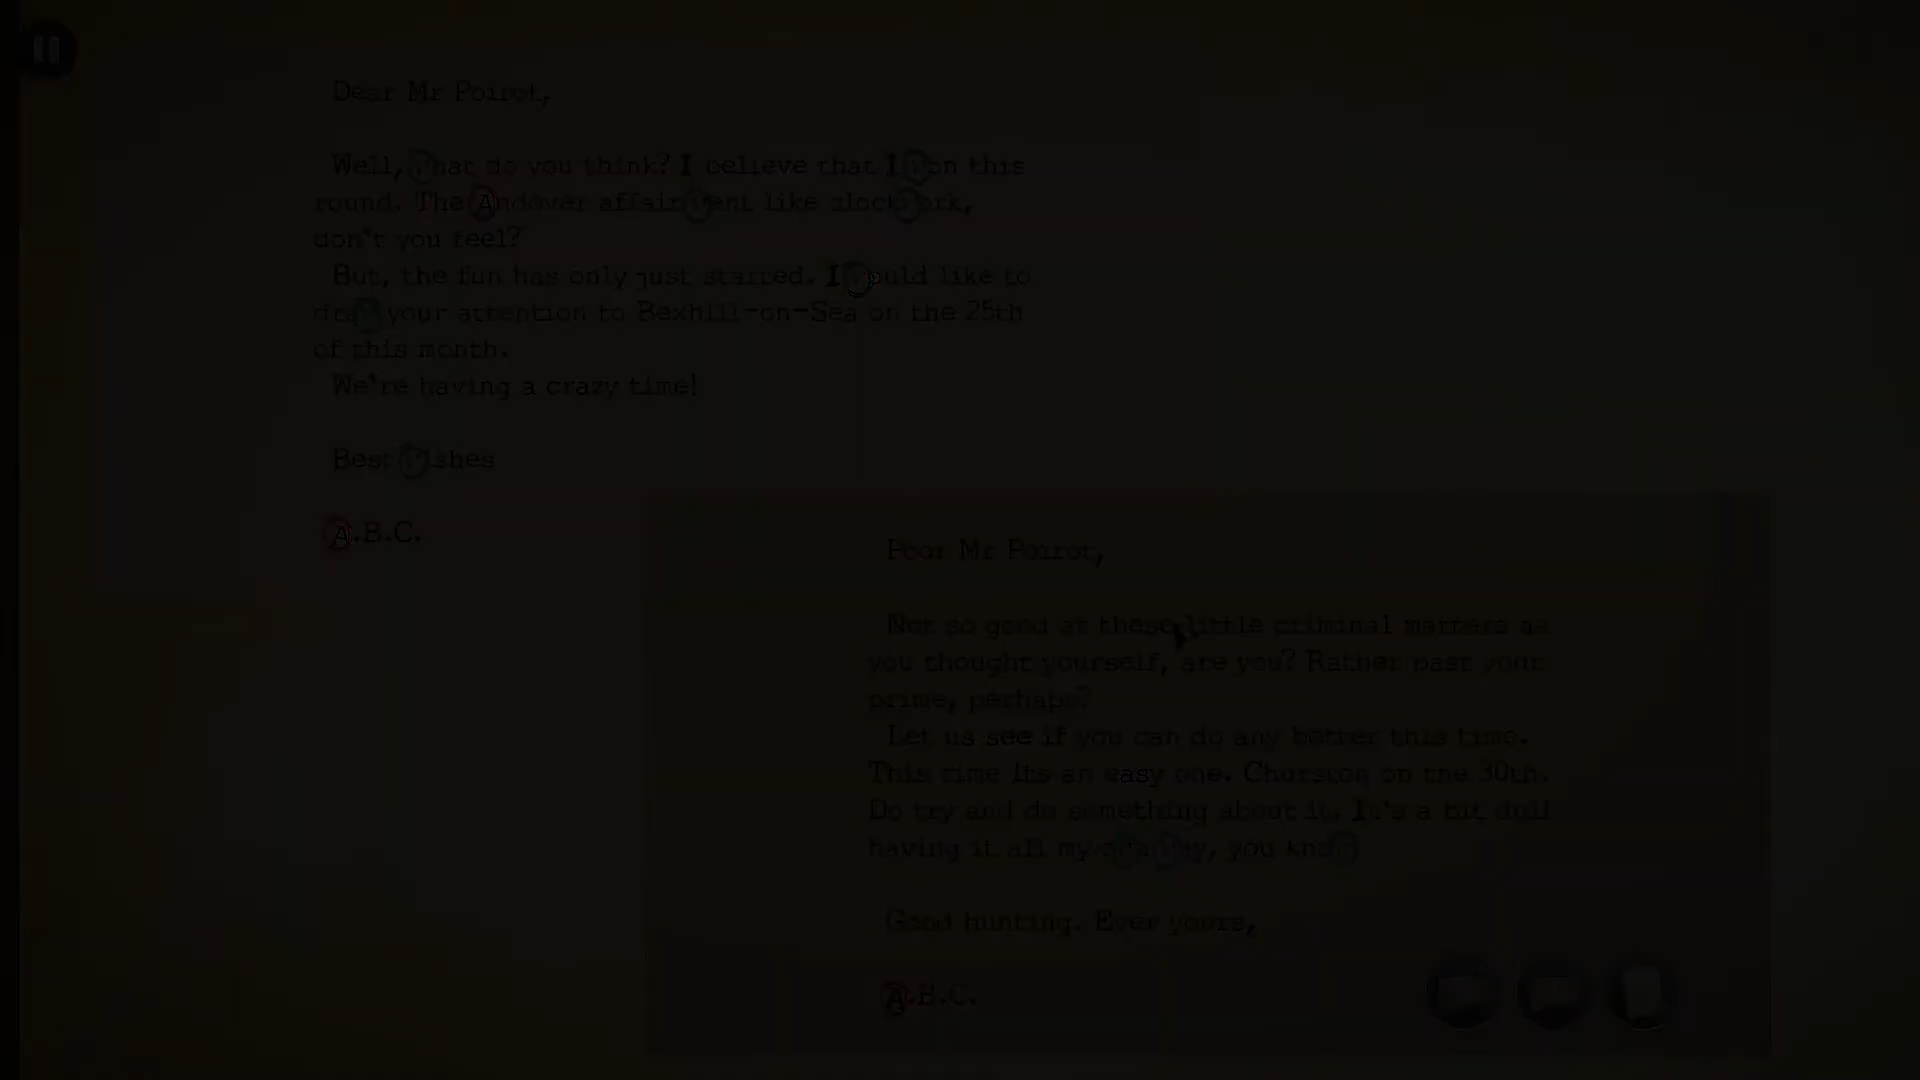 Dear Mr Poirot,
Well, what do you think? I believe that I won this
round. The Andover affair went like clockwork,
don't you feel?
But, the fun has only just started. I would like to
draw your attention to Bexhill-on-Sea on the 25th
of this month.
We're having a crazy time!
Best wishes
A.B.C.
Poor Mr Poirot,
Not so good at these little criminal matters as
you thought yourself, are you? Rather past your
prime, perhaps?
Let us see if you can do any better this time.
This time its an easy one. Churston on the 30th.
Do try and do something about it. It's a bit dull
having it all my own way, you know
Good hunting. Ever yours,
A.B.C.